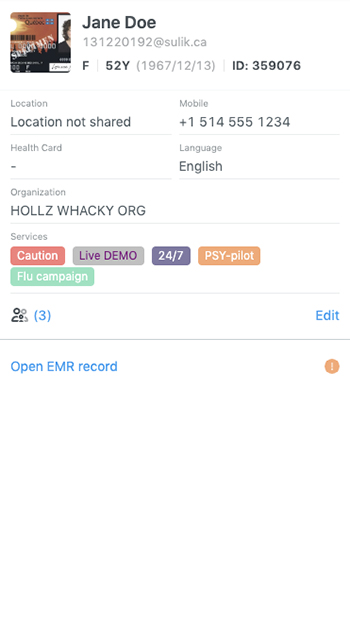 Québec
SPECIMEN
Jane Doe
131220192@sulik.ca
F | 52Y (1967/12/13) | ID: 359076
Location
Location not shared
Mobile
+1 514 555 1234
Health Card
-
Language
English
Organization
HOLLZ WHACKY ORG
Services
Caution
Live DEMO
24/7
PSY-pilot
Flu campaign
(3)
Edit
Open EMR record
!